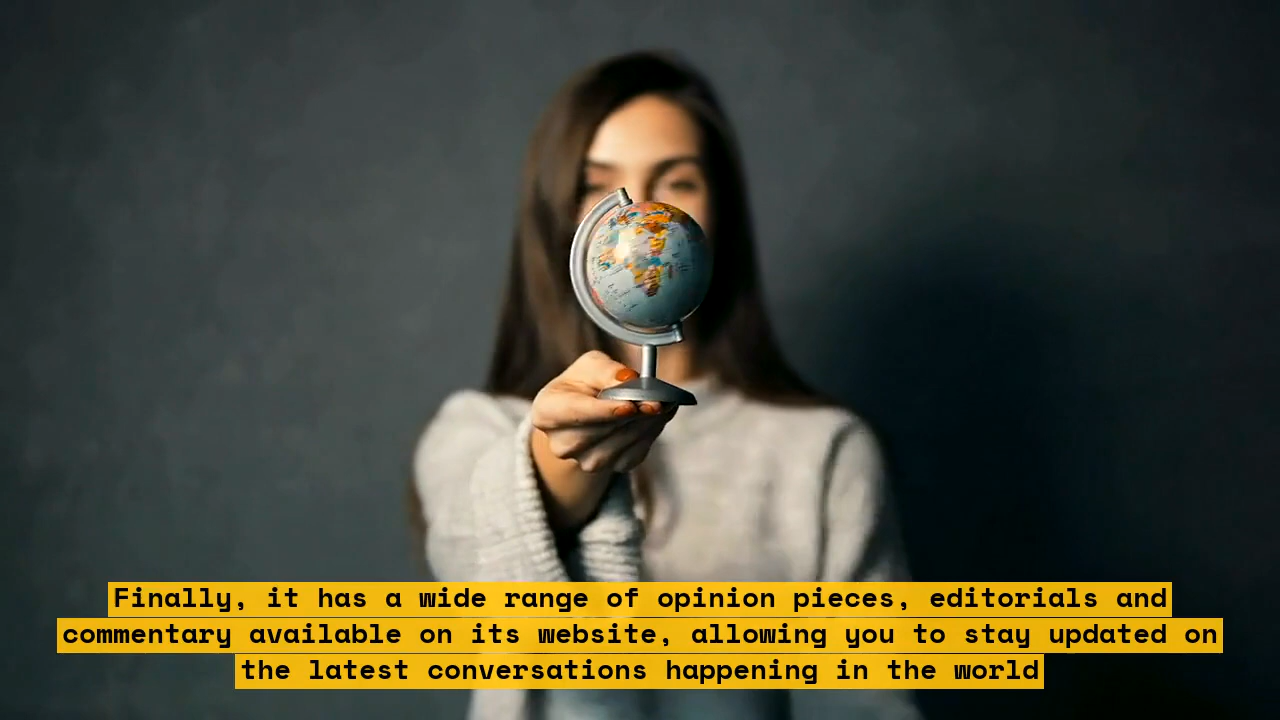 Finally, it has a wide range of opinion pieces, editorials and
commentary available on its website, allowing you to stay updated on
the latest conversations happening in the world